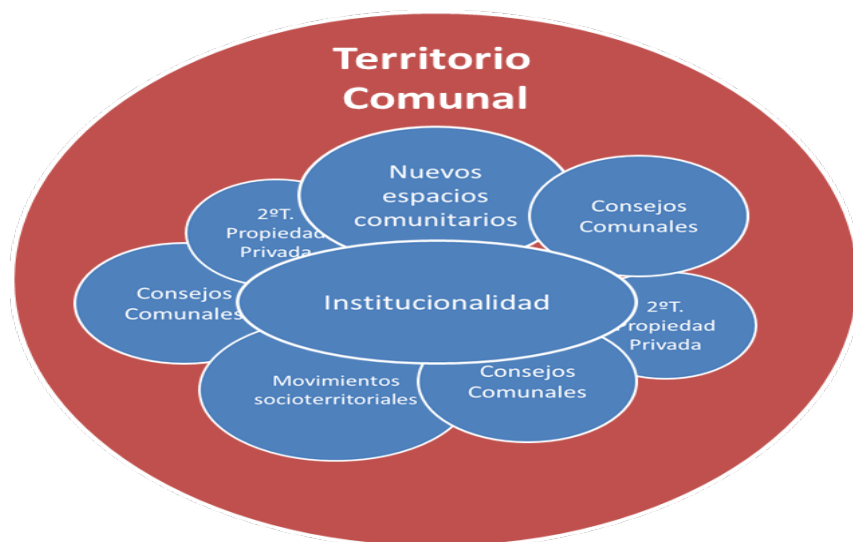 Territorio
Comunal
Nuevos
espacios
comunitarios
Consejos
Comunales
2ºT.
Propiedad
Privada
Consejos
Comunales
Institucionalidad
2ºT.
Propiedad
Privada
Movimientos
socioterritoriales
Consejos
Comunales